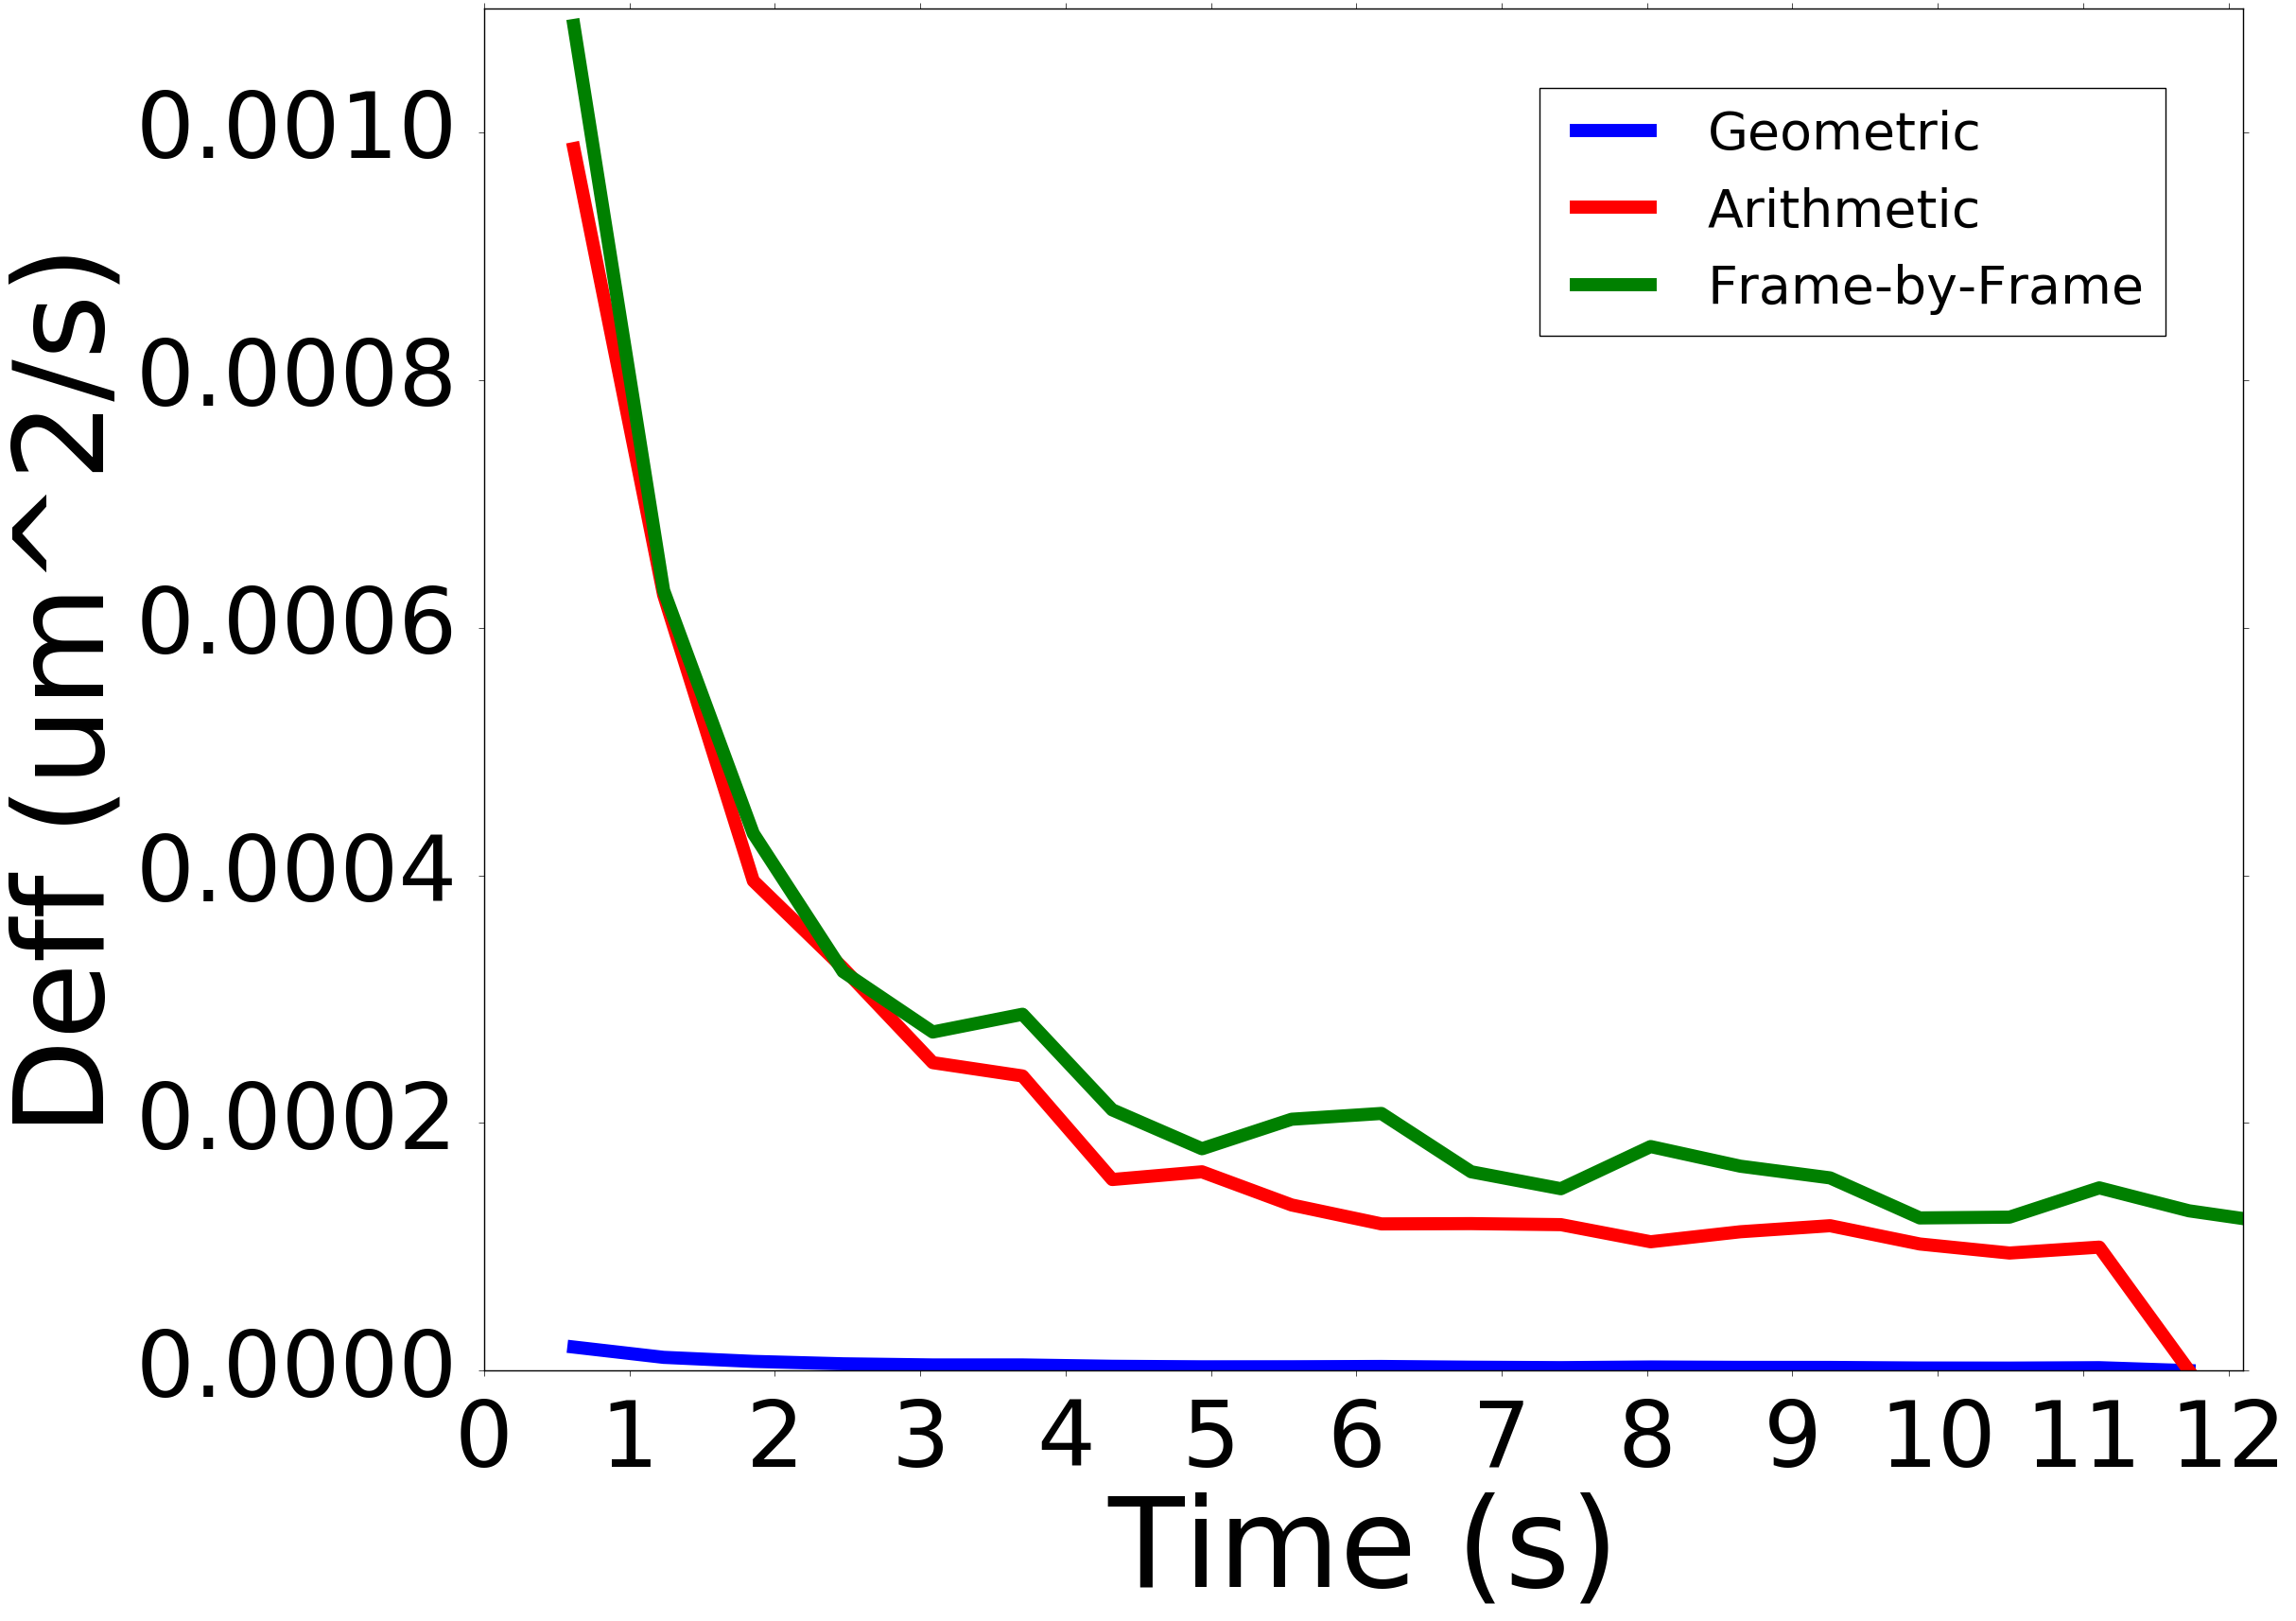 Deff (um^2/s)
0.0010
0.0008
0.0006
0.0004
0.0002
0.0000
Geometric
Arithmetic
Frame-by-Frame
0 1 2 3 4 5 6 7 8 9 10 11 12
Time (s)